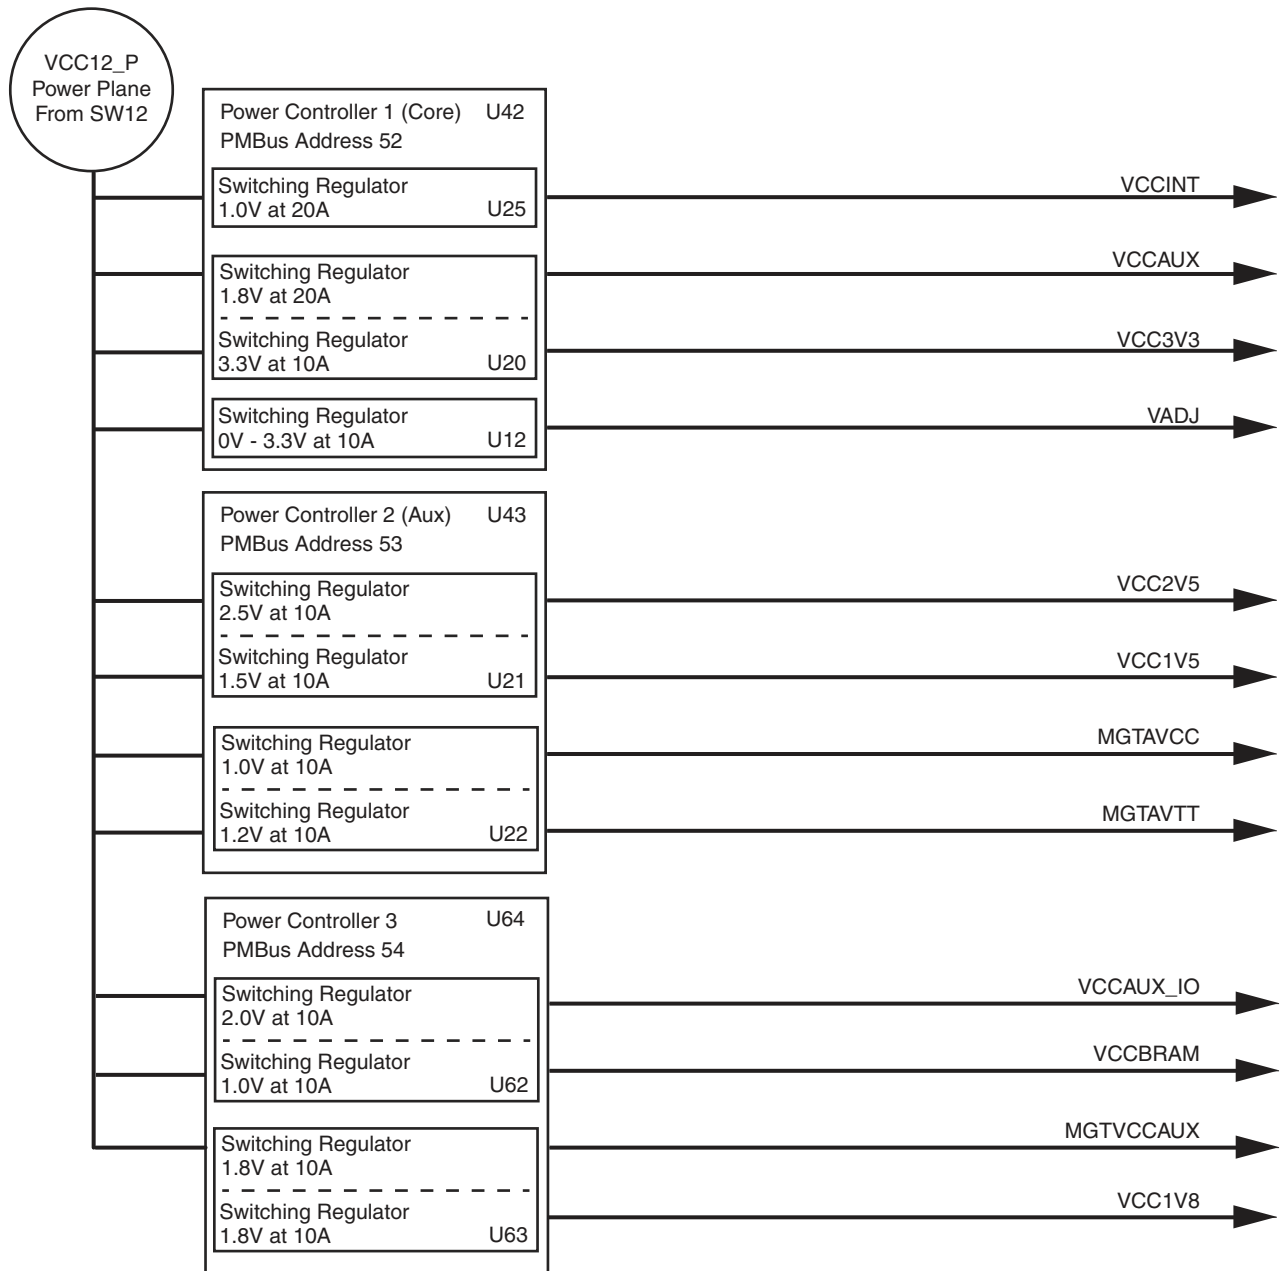 VCC12_P
Power Plane
From SW12
Power Controller 1 (Core) U42
PMBus Address 52
Switching Regulator
1.0V at 20A U25
VCCINT
Switching Regulator
1.8V at 20A
VCCAUX
Switching Regulator
3.3V at 10A U20
VCC3V3
Switching Regulator
0V - 3.3V at 10A U12
VADJ
Power Controller 2 (Aux) U43
PMBus Address 53
Switching Regulator
2.5V at 10A
VCC2V5
Switching Regulator
1.5V at 10A U21
VCC1V5
Switching Regulator
1.0V at 10A
MGTAVCC
Switching Regulator
1.2V at 10A U22
MGTAVTT
Power Controller 3 U64
PMBus Address 54
Switching Regulator
2.0V at 10A
VCCAUX_IO
Switching Regulator
1.0V at 10A U62
VCCBRAM
Switching Regulator
1.8V at 10A
MGTVCCAUX
Switching Regulator
1.8V at 10A U63
VCC1V8